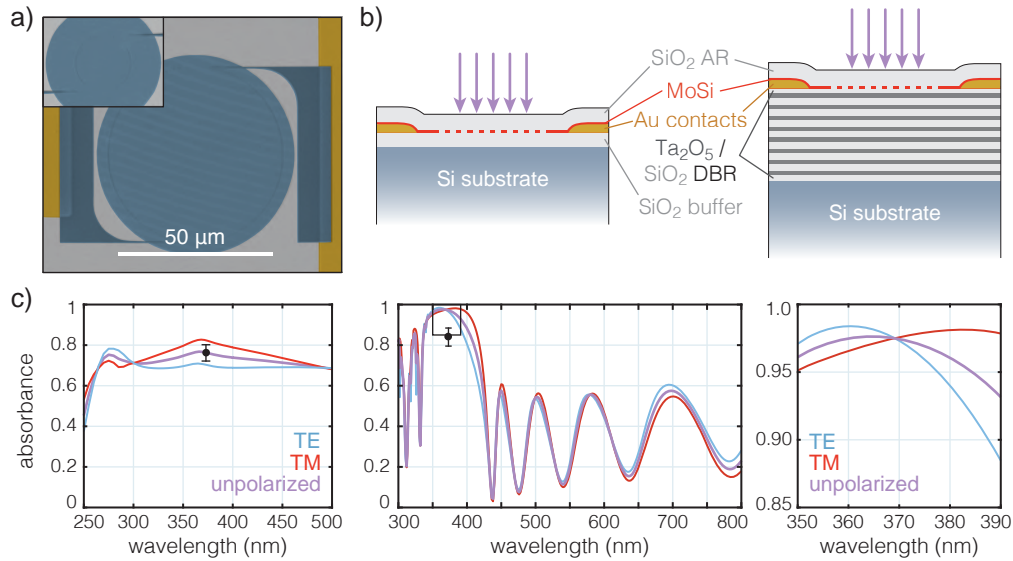 a)
50 µm
b)
SiO2 AR
MoSi
Au contacts
Ta2O5 /
SiO2 DBR
SiO2 buffer
Si substrate
Si substrate
c)
absorbance
1
0.8
0.6
0.4
0.2
0
250 300 350 400 450 500
wavelength (nm)
TE
TM
unpolarized
1
0.8
0.6
0.4
0.2
0
300 400 500 600 700 800
wavelength (nm)
1.0
0.95
0.90
0.85
350 360 370 380 390
wavelength (nm)
TE
TM
unpolarized